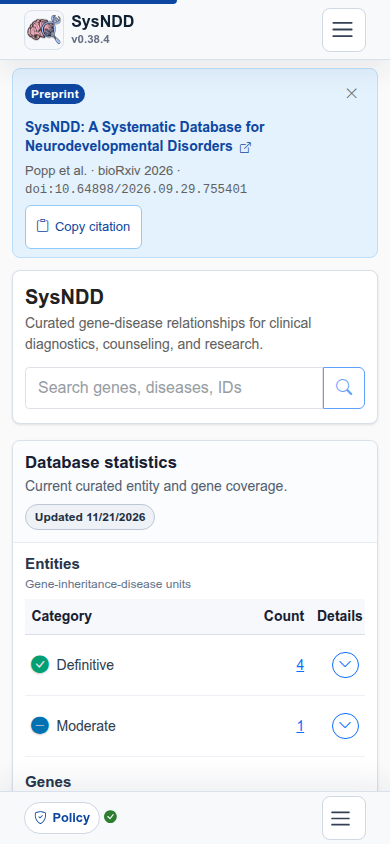 SysNDD
v0.38.4
Preprint
SysNDD: A Systematic Database for
Neurodevelopmental Disorders
Popp et al. · bioRxiv 2026 ·
doi:10.64898/2026.09.29.755401
Copy citation
SysNDD
Curated gene-disease relationships for clinical
diagnostics, counseling, and research.
Search genes, diseases, IDs
Database statistics
Current curated entity and gene coverage.
Updated 11/21/2026
Entities
Gene-inheritance-disease units
Category Count Details
Definitive 4
Moderate 1
Genes
Policy